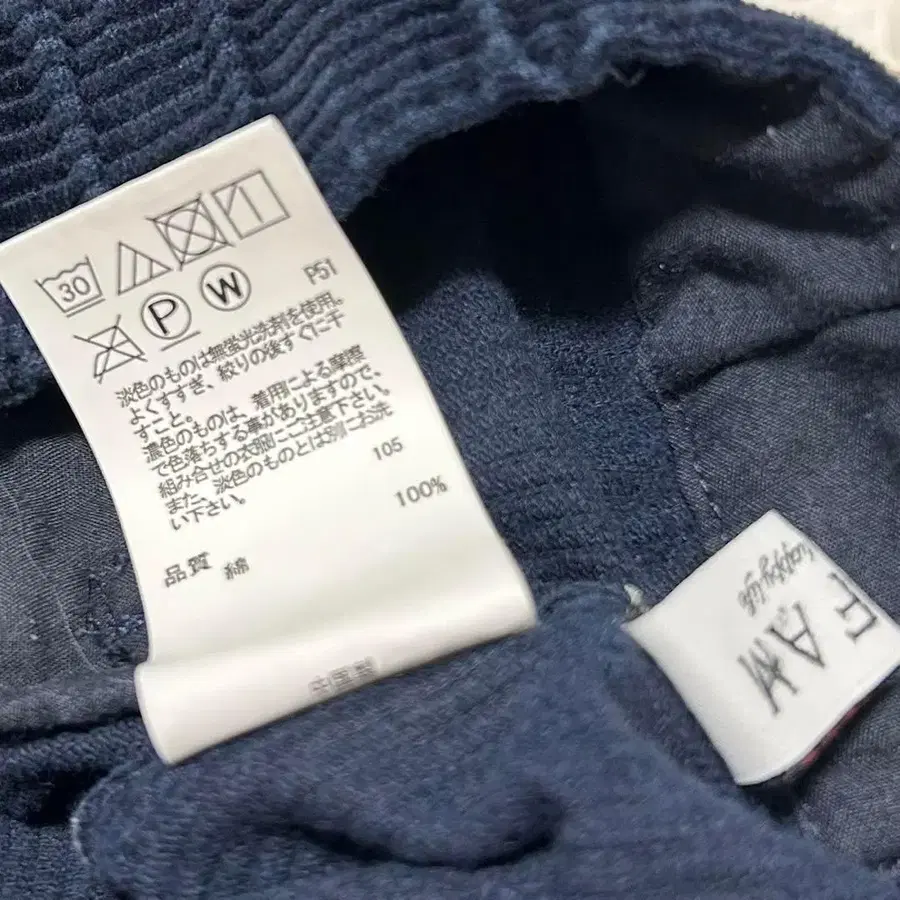 30
P W
P51
淡色のものは無蛍光洗剤を使用。
よくすすぎ、絞りの後すぐに干
すこと。
濃色のものは、着用による摩擦
で色落ちする事がありますので、
組み合せの衣服にご注意下さい。
また、淡色のものとは別にお洗
い下さい。
105
品質 綿 100%
中国製
F.A.M
happy life